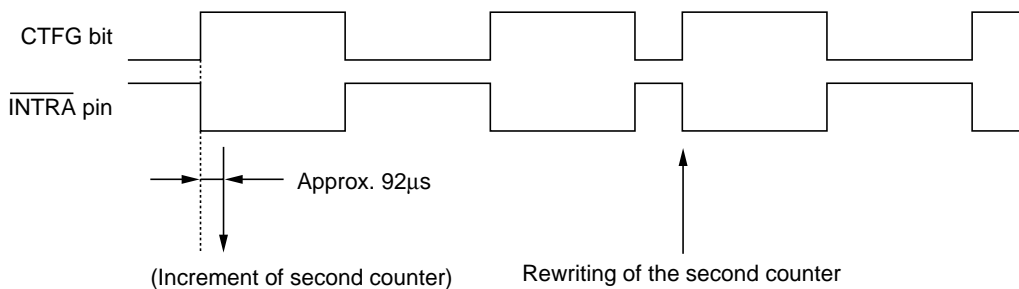 CTFG bit
INTRA pin
Approx. 92μs
(Increment of second counter)
Rewriting of the second counter